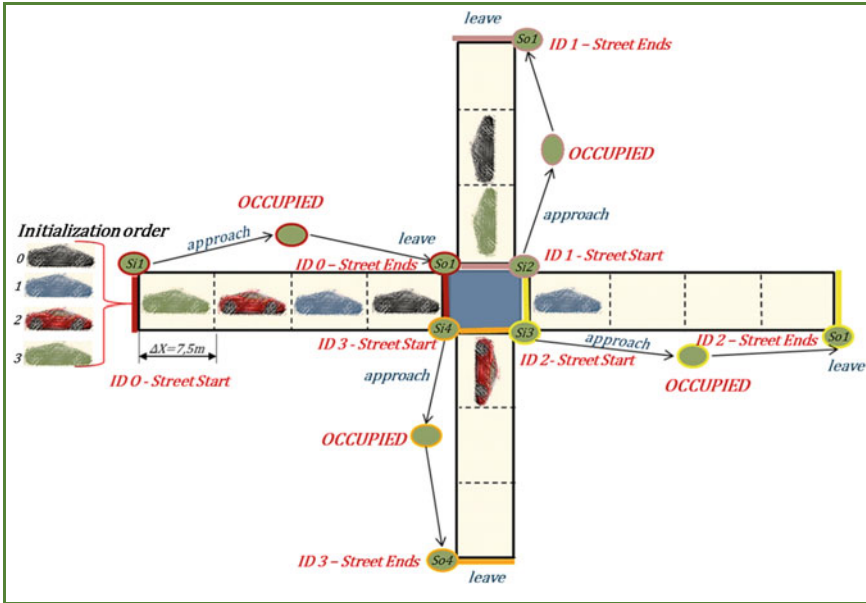 leave
So1
ID 1 – Street Ends
OCCUPIED
approach
OCCUPIED
approach
leave
Initialization order
0
1
2
3
Si1
ID 0 – Street Ends
So1
Si2
ID 1 - Street Start
ΔX=7,5m
ID O - Street Start
ID 3 - Street Start
Si4
Si3
ID 2- Street Start
approach
ID 2 – Street Ends
So1
leave
OCCUPIED
approach
OCCUPIED
ID 3 – Street Ends
So4
leave